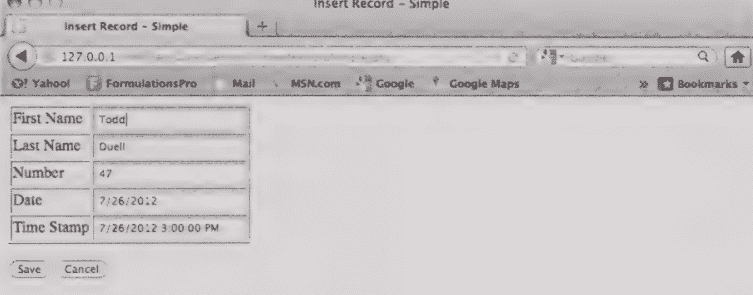 Insert Record – Simple
Insert Record – Simple +
127.0.0.1
Yahoo! FormulationsPro Mail MSN.com Google Google Maps » Bookmarks
First Name Todd
Last Name Duell
Number 47
Date 7/26/2012
Time Stamp 7/26/2012 3:00:00 PM
Save Cancel